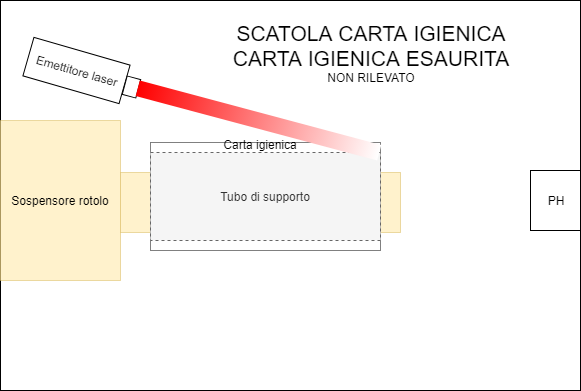 SCATOLA CARTA IGIENICA
CARTA IGIENICA ESAURITA
NON RILEVATO
Emettitore laser
Carta igienica
Sospensore rotolo
Tubo di supporto
PH